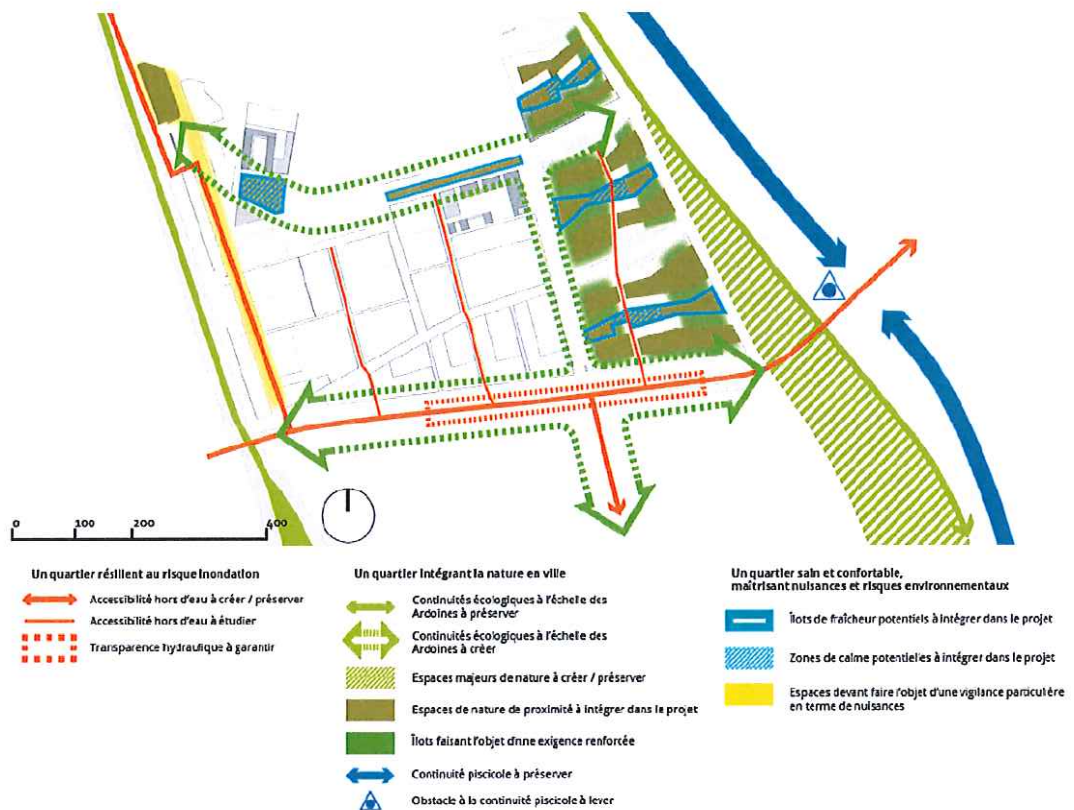 0 100 200 400
Un quartier résilient au risque inondation
Accessibilité hors d'eau à créer / préserver
Accessibilité hors d'eau à étudier
Transparence hydraulique à garantir
Un quartier intégrant la nature en ville
Continuités écologiques à l'échelle des
Ardoines à préserver
Continuités écologiques à l'échelle des
Ardoines à créer
Espaces majeurs de nature à créer / préserver
Espaces de nature de proximité à intégrer dans le projet
Îlots faisant l'objet d'une exigence renforcée
Continuité piscicole à préserver
Obstacle à la continuité piscicole à lever
Un quartier sain et confortable,
maîtrisant nuisances et risques environnementaux
Îlots de fraîcheur potentiels à intégrer dans le projet
Zones de calme potentielles à intégrer dans le projet
Espaces devant faire l'objet d'une vigilance particulière
en terme de nuisances